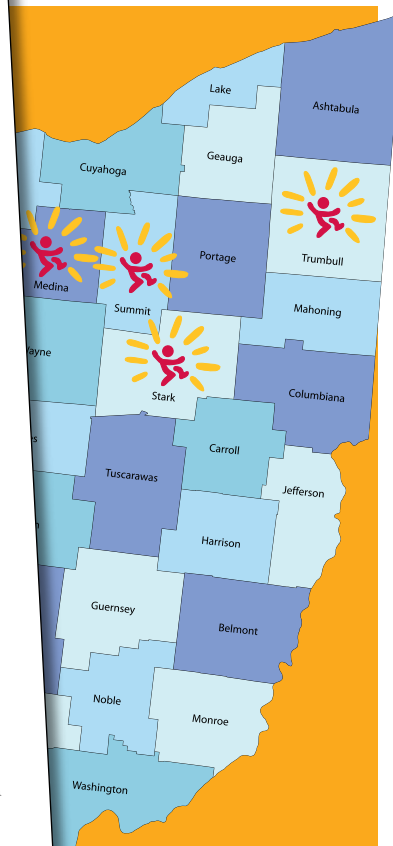 Lake
Ashtabula
Geauga
Cuyahoga
Portage
Trumbull
Medina
Summit
Mahoning
ayne
Stark
Columbiana
s
Carroll
Tuscarawas
Jefferson
n
Harrison
Guernsey
Belmont
Noble
Monroe
Washington